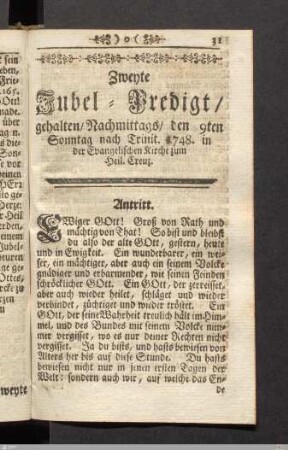 o 31
Zweyte
Jubel - Predigt/
gehalten/Nachmittags/ den 9ten
Sonntag nach Trinit. 1748. in
der Evangelischen Kirche zum
Heil. Creuz.
Antritt.
EWiger GOtt! Groß von Rath und
mächtig von That! So bist und bleibst
du also der alte GOtt, gestern, heute
und in Ewigkeit. Ein wunderbarer, ein wei-
ser, ein mächtiger, aber auch ein seinem Volcke
gnädiger und erbarmender, wie seinen Feinden
schröcklicher GOtt. Ein GOtt, der zerreisset,
aber auch wieder heilet, schläget und wieder
verbindet, züchtiget und wieder tröstet. Ein
GOtt, der seine Wahrheit treulich hält im Him-
mel, und des Bundes mit seinem Volcke nim-
mer vergisset, wo es nur deiner Rechten nicht
vergisset. Ja du bists, und hasts bewiesen von
Alters her bis auf diese Stunde. Du hasts
bewiesen nicht nur in jenen ersten Tagen der
Welt: sondern auch wir, auf welche das En-
de